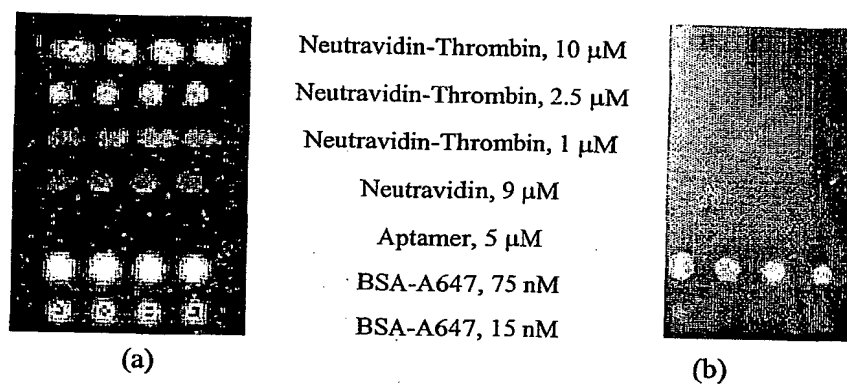 Neutravidin-Thrombin, 10 μM
Neutravidin-Thrombin, 2.5 μM
Neutravidin-Thrombin, 1 μM
Neutravidin, 9 μM
Aptamer, 5 μM
BSA-A647, 75 nM
BSA-A647, 15 nM
(a)
(b)